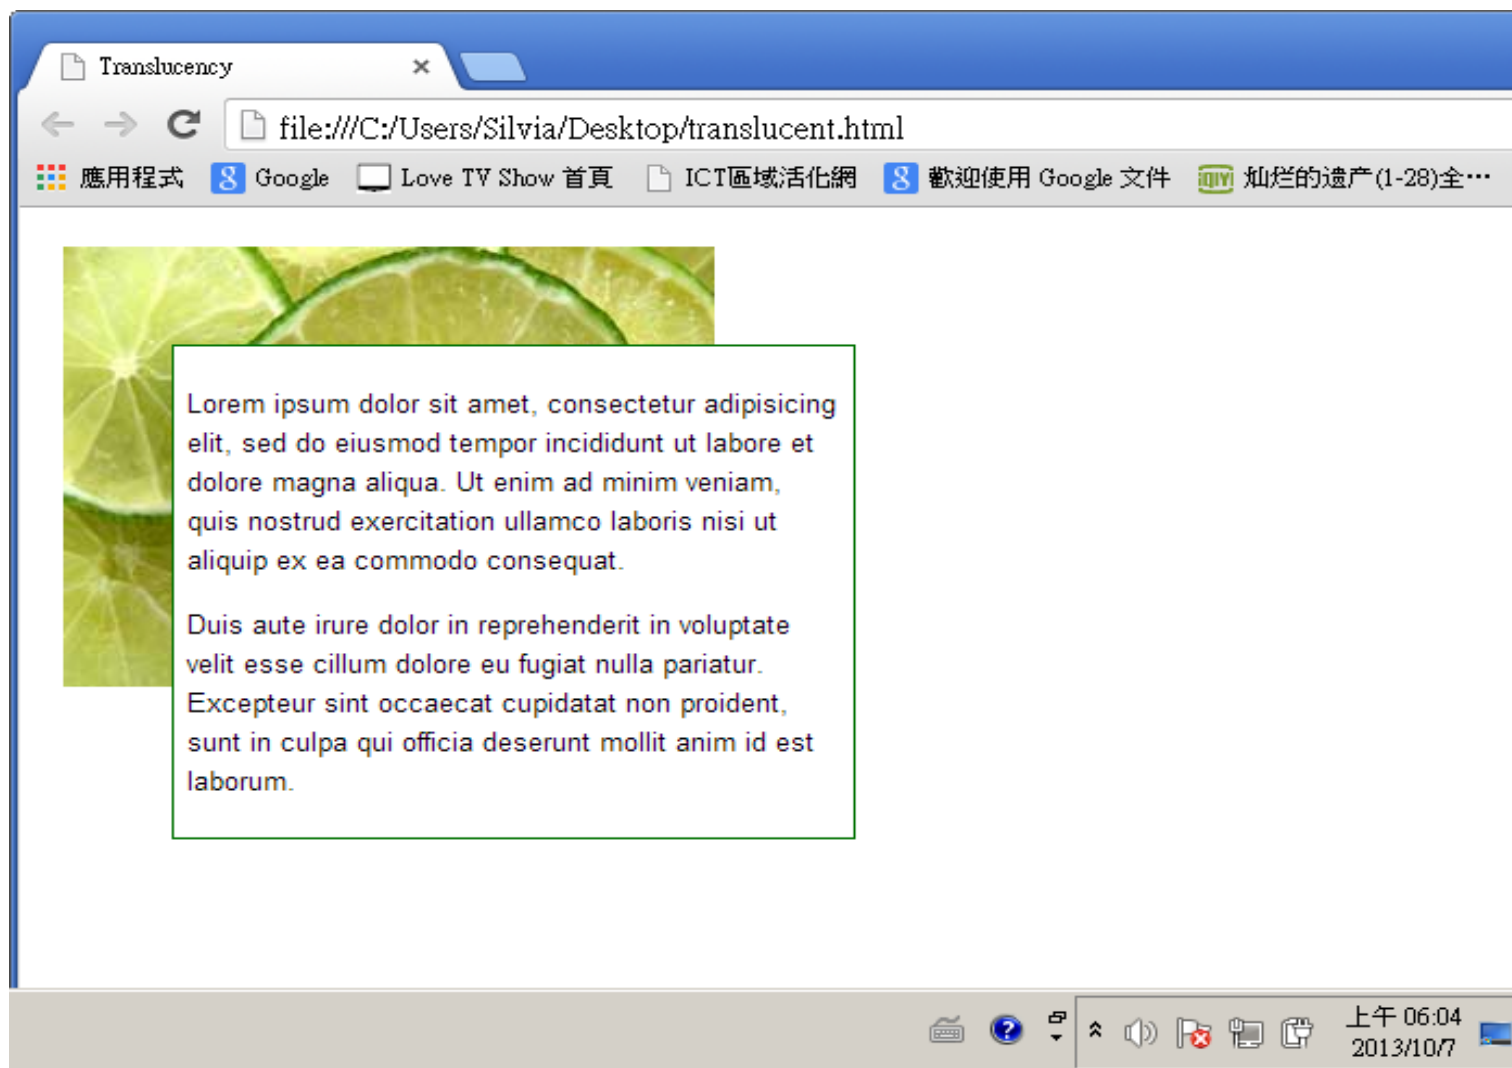 Translucency
file:///C:/Users/Silvia/Desktop/translucent.html
應用程式 Google Love TV Show 首頁 ICT區域活化網 歡迎使用 Google 文件 灿烂的遗产(1-28)全…
Lorem ipsum dolor sit amet, consectetur adipisicing
elit, sed do eiusmod tempor incididunt ut labore et
dolore magna aliqua. Ut enim ad minim veniam,
quis nostrud exercitation ullamco laboris nisi ut
aliquip ex ea commodo consequat.
Duis aute irure dolor in reprehenderit in voluptate
velit esse cillum dolore eu fugiat nulla pariatur.
Excepteur sint occaecat cupidatat non proident,
sunt in culpa qui officia deserunt mollit anim id est
laborum.
上午 06:04
2013/10/7